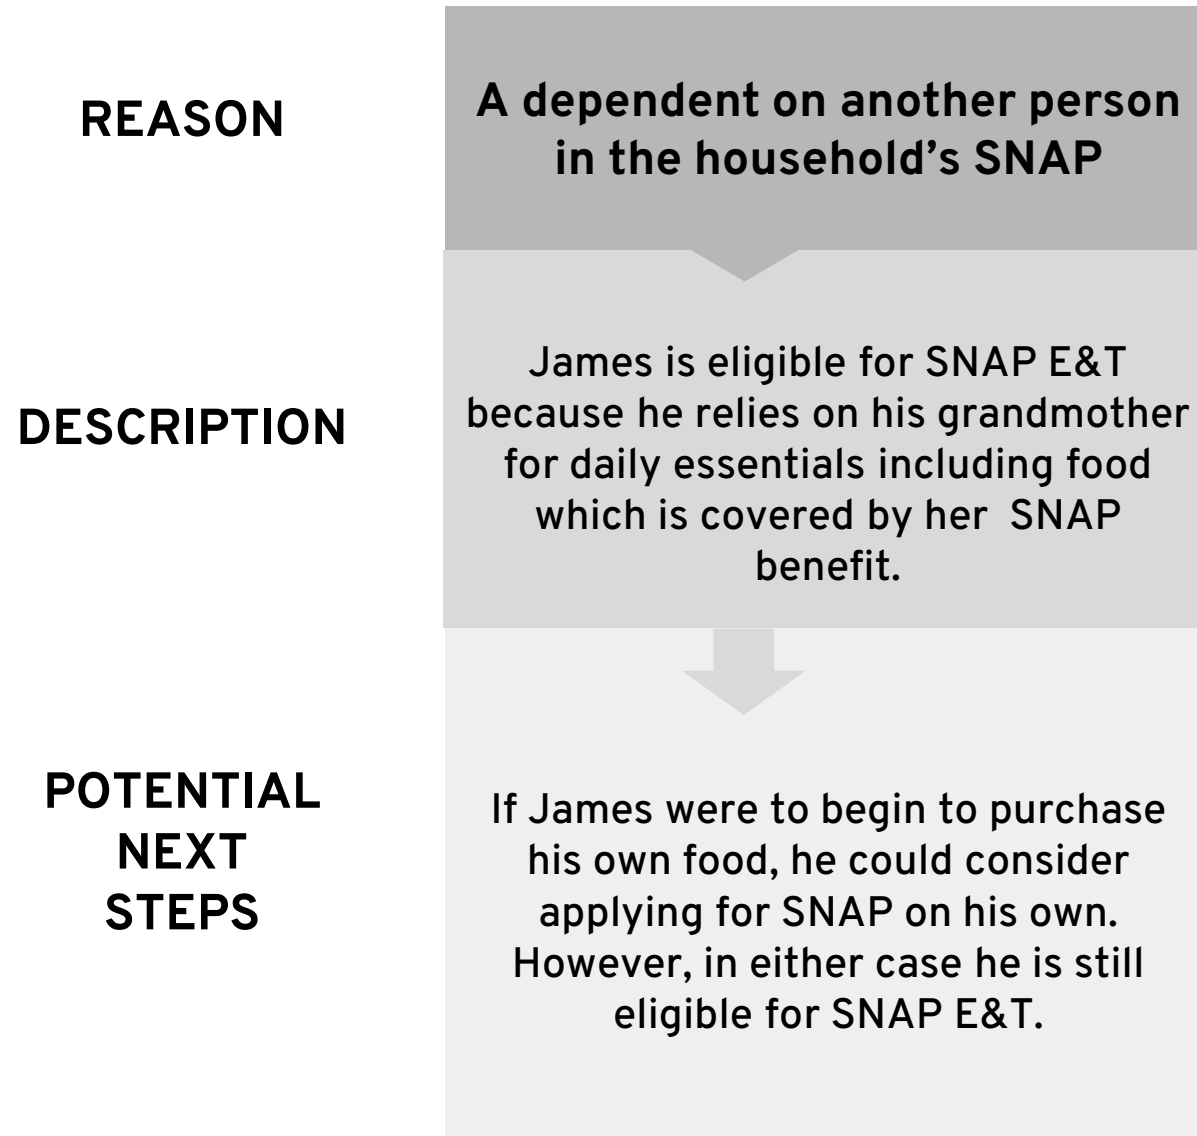 REASON
A dependent on another person
in the household’s SNAP
DESCRIPTION
James is eligible for SNAP E&T
because he relies on his grandmother
for daily essentials including food
which is covered by her  SNAP
benefit.
POTENTIAL
NEXT
STEPS
If James were to begin to purchase
his own food, he could consider
applying for SNAP on his own.
However, in either case he is still
eligible for SNAP E&T.